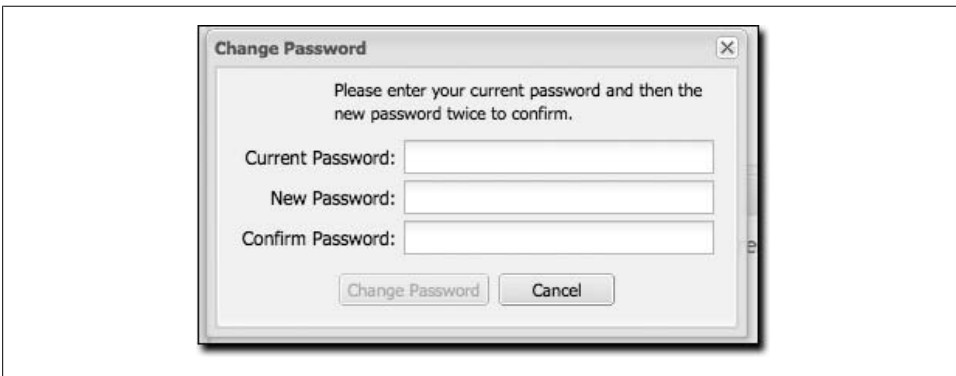 Change Password
Please enter your current password and then the
new password twice to confirm.
Current Password:
New Password:
Confirm Password:
Change Password
Cancel